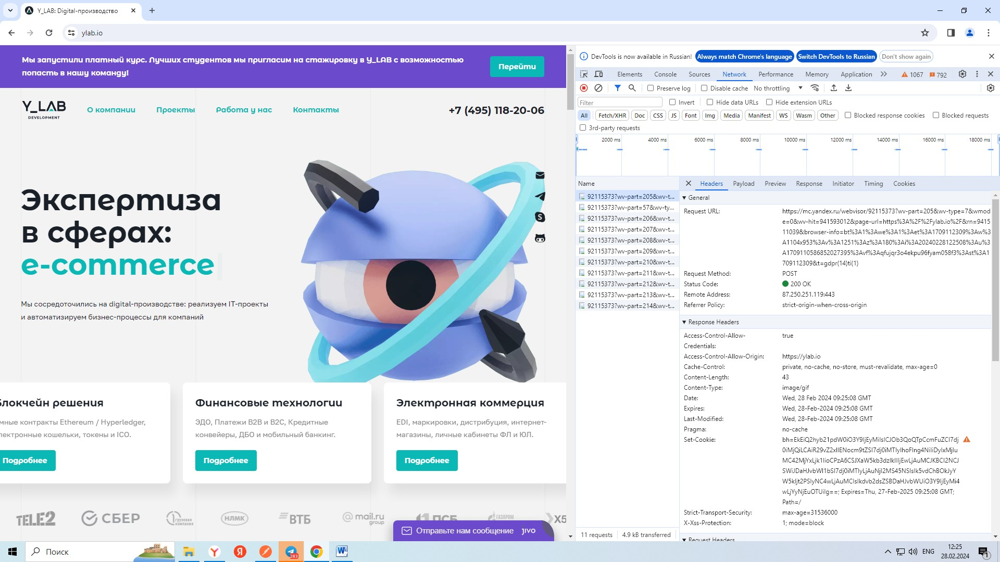 Y_LAB: Digital-производство
ylab.io
Мы запустили платный курс. Лучших студентов мы пригласим на стажировку в Y_LAB с возможностью
попасть в нашу команду!
Перейти
Y_LAB
DEVELOPMENT
О компании
Проекты
Работа у нас
Контакты
+7 (495) 118-20-06
Экспертиза
в сферах:
e-commerce
Мы сосредоточились на digital-производстве: реализуем IT-проекты
и автоматизируем бизнес-процессы для компаний
Блокчейн решения
мные контракты Ethereum / Hyperledger,
лектронные кошельки, токены и ICO.
Подробнее
Финансовые технологии
ЭДО, Платежи B2B и B2C, Кредитные
конвейеры, ДБО и мобильный банкинг.
Подробнее
Электронная коммерция
EDI, маркировки, дистрибуция, интернет-
магазины, личные кабинеты ФЛ и ЮЛ.
Подробнее
TELE2
СБЕР
грузовая
компания
НЛМК
ВТБ
@mail.ru
group
ПСБ
ГАЗПРОМ
X5
Отправьте нам сообщение jivo
DevTools is now available in Russian!
Always match Chrome's language
Switch DevTools to Russian
Don't show again
Elements
Console
Sources
Network
Performance
Memory
Application
1067
792
Preserve log
Disable cache
No throttling
Filter
Invert
Hide data URLs
Hide extension URLs
All
Fetch/XHR
Doc
CSS
JS
Font
Img
Media
Manifest
WS
Wasm
Other
Blocked response cookies
Blocked requests
3rd-party requests
2000 ms
4000 ms
6000 ms
8000 ms
10000 ms
12000 ms
14000 ms
16000 ms
18000 ms
Name
92115373?wv-part=205&wv-t...
92115373?wv-part=57&wv-ty...
92115373?wv-part=206&wv-t...
92115373?wv-part=207&wv-t...
92115373?wv-part=208&wv-t...
92115373?wv-part=209&wv-t...
92115373?wv-part=210&wv-t...
92115373?wv-part=211&wv-t...
92115373?wv-part=212&wv-t...
92115373?wv-part=213&wv-t...
92115373?wv-part=214&wv-t...
11 requests
4.9 kB transferred
Headers
Payload
Preview
Response
Initiator
Timing
Cookies
General
Request URL:
https://mc.yandex.ru/webvisor/92115373?wv-part=205&wv-type=7&wmod
e=0&wv-hit=941593012&page-url=https%3A%2F%2Fylab.io%2F&rn=9415
11039&browser-info=bt%3A1%3Awe%3A1%3Aet%3A1709112309%3Aw%3
A1104x953%3Av%3A1251%3Az%3A180%3Ai%3A20240228122508%3Au%3
A1709110586852027395%3Avf%3Aqfujqr3o4ekpu96fyam058f3%3Ast%3A1
709112309&t=gdpr(14)ti(1)
Request Method:
POST
Status Code:
200 OK
Remote Address:
87.250.251.119:443
Referrer Policy:
strict-origin-when-cross-origin
Response Headers
Access-Control-Allow-
Credentials:
true
Access-Control-Allow-Origin:
https://ylab.io
Cache-Control:
private, no-cache, no-store, must-revalidate, max-age=0
Content-Length:
43
Content-Type:
image/gif
Date:
Wed, 28 Feb 2024 09:25:08 GMT
Expires:
Wed, 28-Feb-2024 09:25:08 GMT
Last-Modified:
Wed, 28-Feb-2024 09:25:08 GMT
Pragma:
no-cache
Set-Cookie:
Expires=Thu, 27-Feb-2025 09:25:08 GMT;
Path=/
Strict-Transport-Security:
max-age=31536000
X-Xss-Protection:
1; mode=block
Request Headers
Поиск
283
ENG
12:25
28.02.2024
1